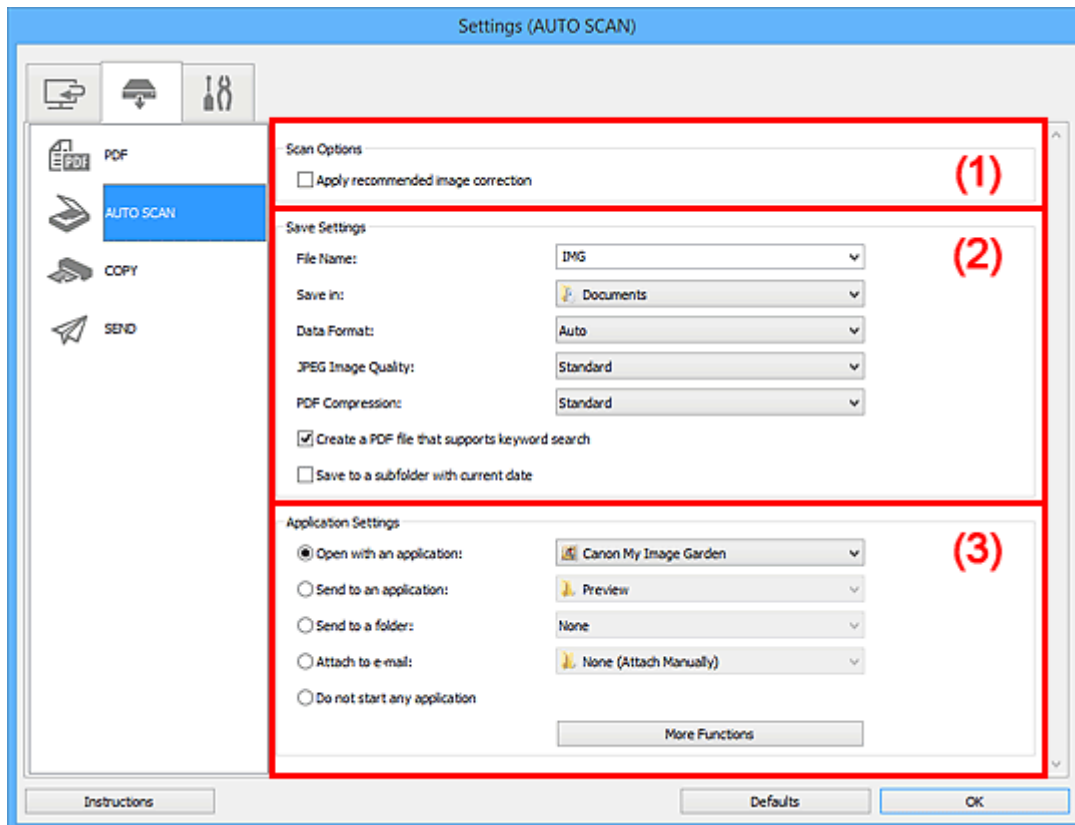 Settings (AUTO SCAN)
PDF
PDF
AUTO SCAN
COPY
SEND
Scan Options
Apply recommended image correction
(1)
Save Settings
(2)
File Name: IMG
Save in: Documents
Data Format: Auto
JPEG Image Quality: Standard
PDF Compression: Standard
Create a PDF file that supports keyword search
Save to a subfolder with current date
Application Settings
(3)
Open with an application: Canon My Image Garden
Send to an application: Preview
Send to a folder: None
Attach to e-mail: None (Attach Manually)
Do not start any application
More Functions
Instructions Defaults OK